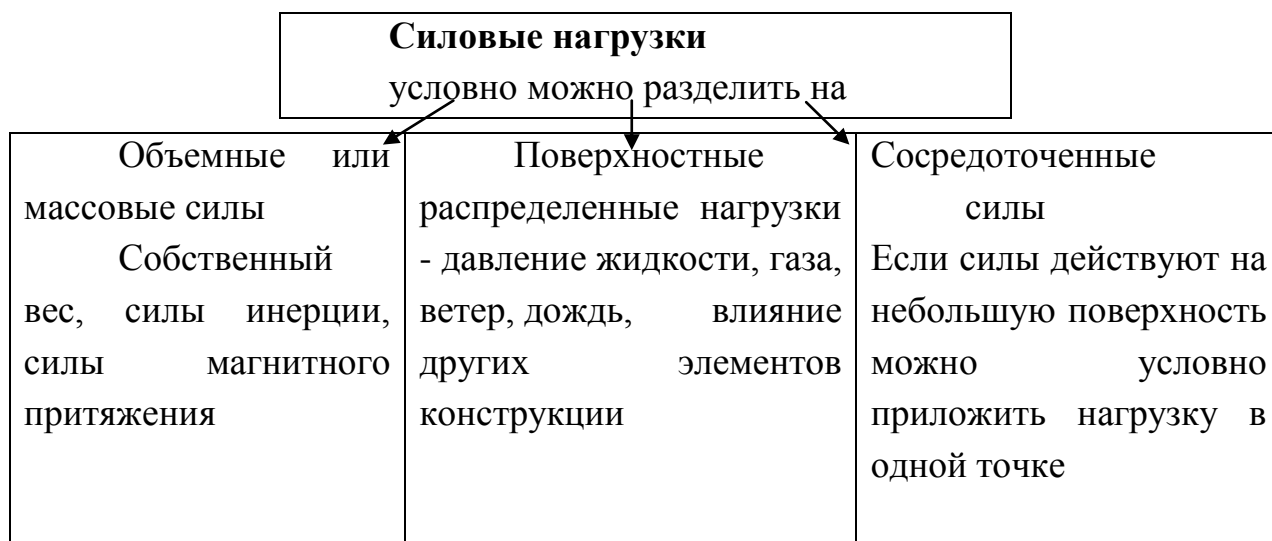 Силовые нагрузки
условно можно разделить на
Объемные или
массовые силы
Собственный
вес, силы инерции,
силы магнитного
притяжения
Поверхностные
распределенные нагрузки
- давление жидкости, газа,
ветер, дождь, влияние
других элементов
конструкции
Сосредоточенные
силы
Если силы действуют на
небольшую поверхность
можно условно
приложить нагрузку в
одной точке